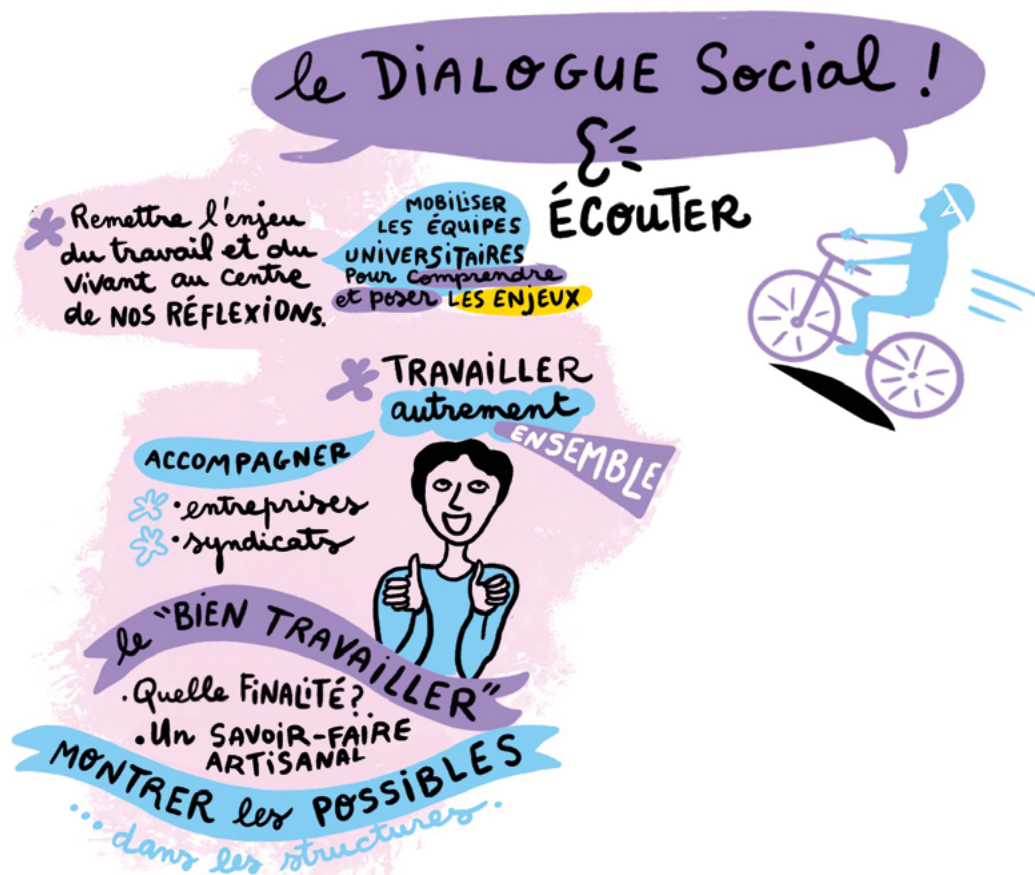 le DIALOGUE Social !
ÉCOUTER
Remettre l'enjeu
du travail et du
vivant au centre
de NOS RÉFLEXIONS.
MOBILISER
LES ÉQUIPES
UNIVERSITAIRES
Pour comprendre
et poser LES ENJEUX
TRAVAILLER
autrement
ENSEMBLE
ACCOMPAGNER
• entreprises
• syndicats
le "BIEN TRAVAILLER"
• Quelle FINALITÉ ?
• Un SAVOIR-FAIRE
ARTISANAL
MONTRER les POSSIBLES
... dans les structures.